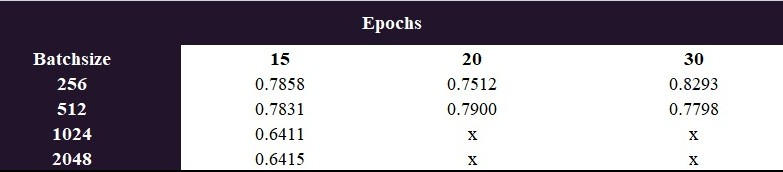 Epochs
Batchsize 15 20 30
256 0.7858 0.7512 0.8293
512 0.7831 0.7900 0.7798
1024 0.6411 x x
2048 0.6415 x x